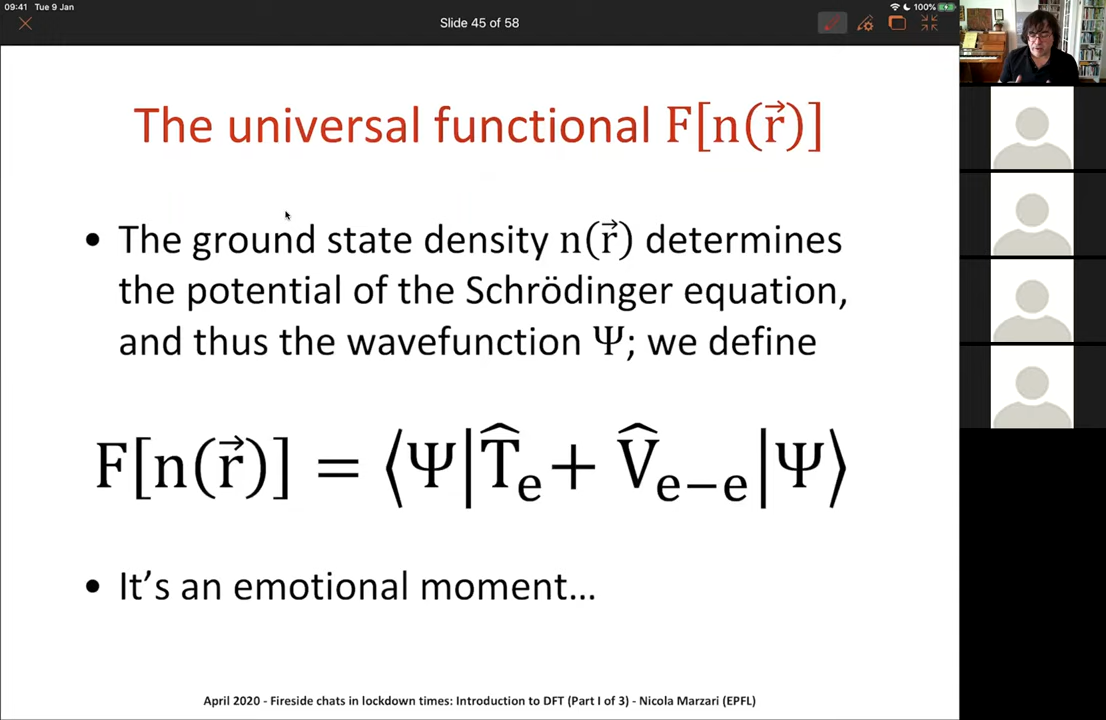 09:41 Tue 9 Jan
100%
Slide 45 of 58
The universal functional F[n(r⃗)]
• The ground state density n(r⃗) determines
the potential of the Schrödinger equation,
and thus the wavefunction Ψ; we define
F[n(r⃗)] = ⟨Ψ|T̂ₑ + V̂ₑ₋ₑ|Ψ⟩
• It’s an emotional moment…
April 2020 - Fireside chats in lockdown times: Introduction to DFT (Part I of 3) - Nicola Marzari (EPFL)